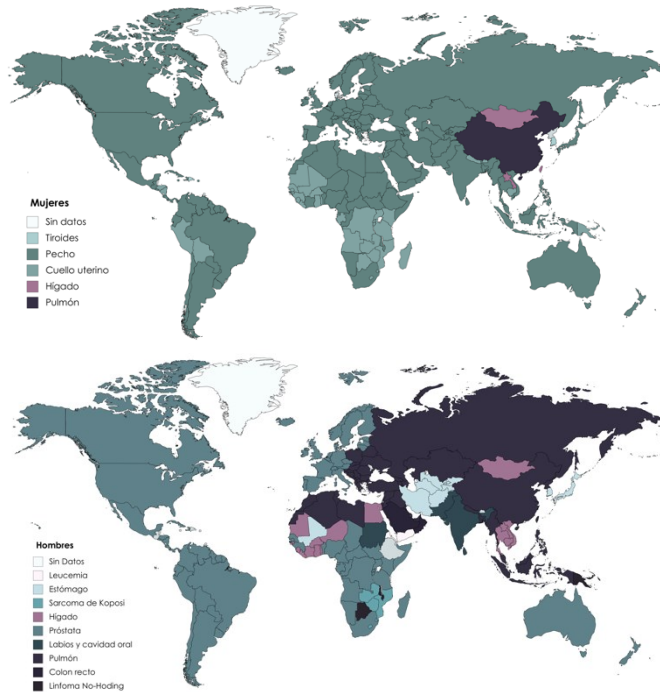 Mujeres
Sin datos
Tiroides
Pecho
Cuello uterino
Hígado
Pulmón
Hombres
Sin Datos
Leucemia
Estómago
Sarcoma de Koposi
Hígado
Próstata
Labios y cavidad oral
Pulmón
Colon recto
Linfoma No-Hoding